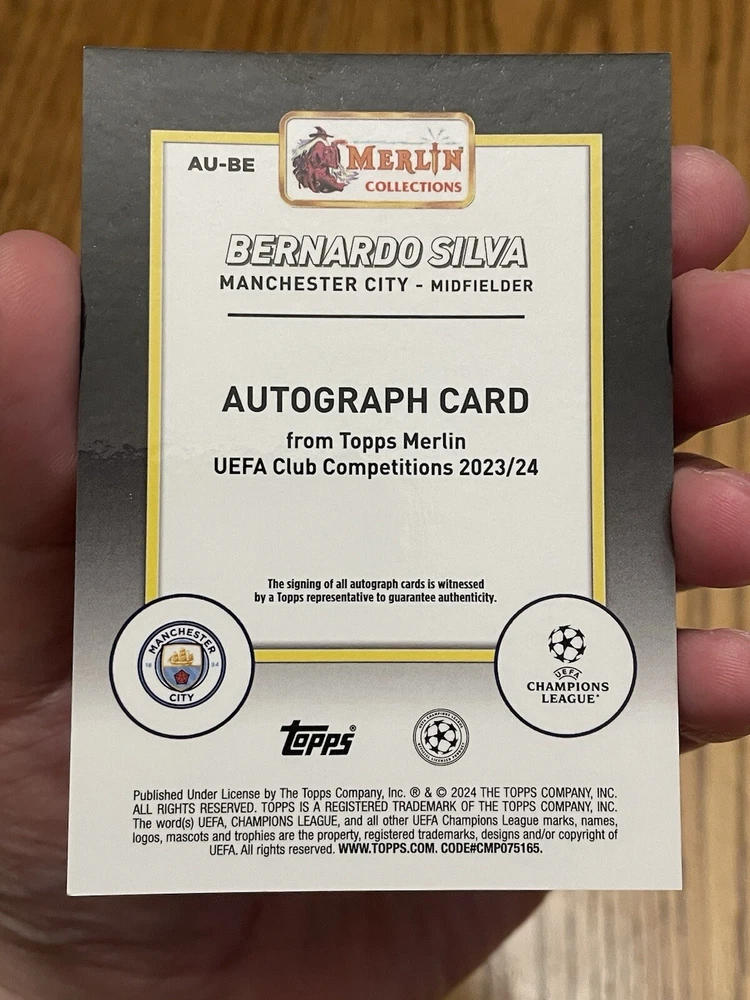 AU-BE
MERLIN
COLLECTIONS
BERNARDO SILVA
MANCHESTER CITY - MIDFIELDER
AUTOGRAPH CARD
from Topps Merlin
UEFA Club Competitions 2023/24
The signing of all autograph cards is witnessed
by a Topps representative to guarantee authenticity.
MANCHESTER
18 94
CITY
UEFA
CHAMPIONS
LEAGUE
topps®
Published Under License by The Topps Company, Inc. ® & © 2024 THE TOPPS COMPANY, INC.
ALL RIGHTS RESERVED. TOPPS IS A REGISTERED TRADEMARK OF THE TOPPS COMPANY, INC.
The word(s) UEFA, CHAMPIONS LEAGUE, and all other UEFA Champions League marks, names,
logos, mascots and trophies are the property, registered trademarks, designs and/or copyright of
UEFA. All rights reserved. WWW.TOPPS.COM. CODE#CMP075165.